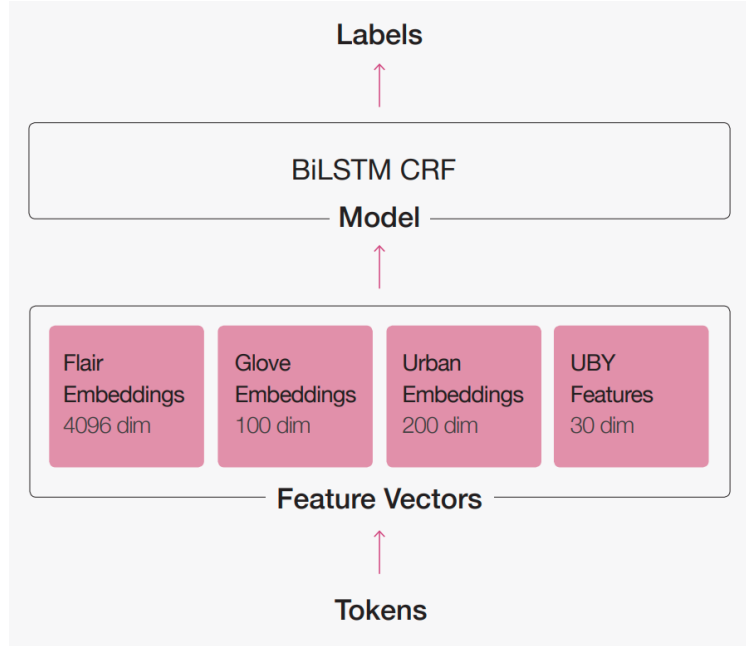 Labels
BiLSTM CRF
Model
Flair
Embeddings
4096 dim
Glove
Embeddings
100 dim
Urban
Embeddings
200 dim
UBY
Features
30 dim
Feature Vectors
Tokens